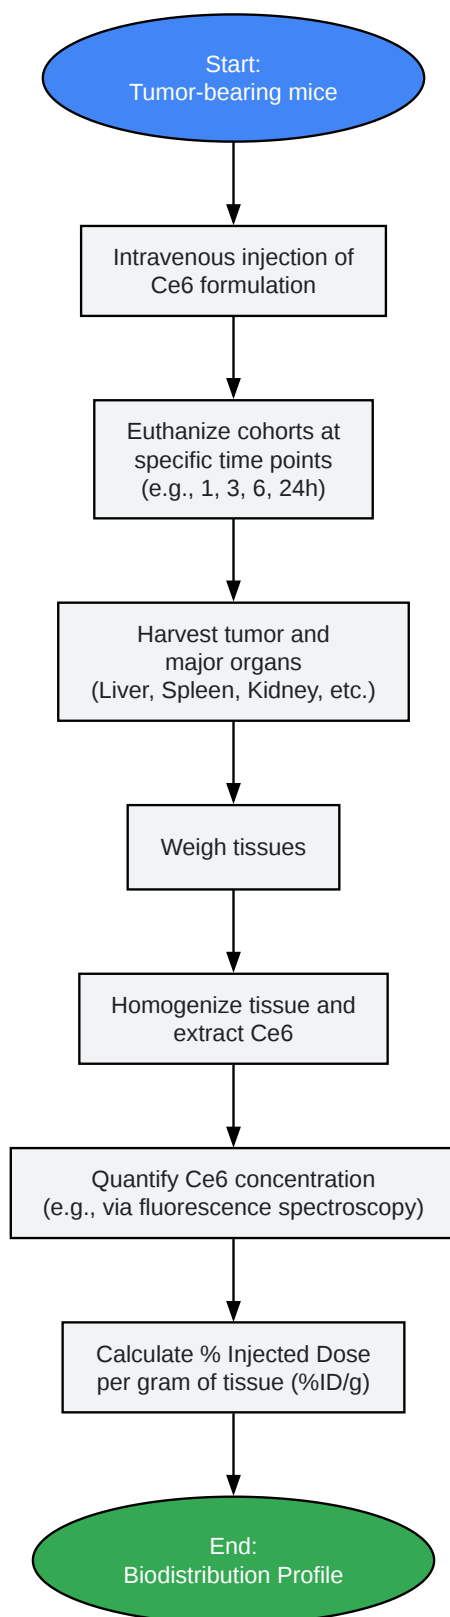 Start:
Tumor-bearing mice
Intravenous injection of
Ce6 formulation
Euthanize cohorts at
specific time points
(e.g., 1, 3, 6, 24h)
Harvest tumor and
major organs
(Liver, Spleen, Kidney, etc.)
Weigh tissues
Homogenize tissue and
extract Ce6
Quantify Ce6 concentration
(e.g., via fluorescence spectroscopy)
Calculate % Injected Dose
per gram of tissue (%ID/g)
End:
Biodistribution Profile